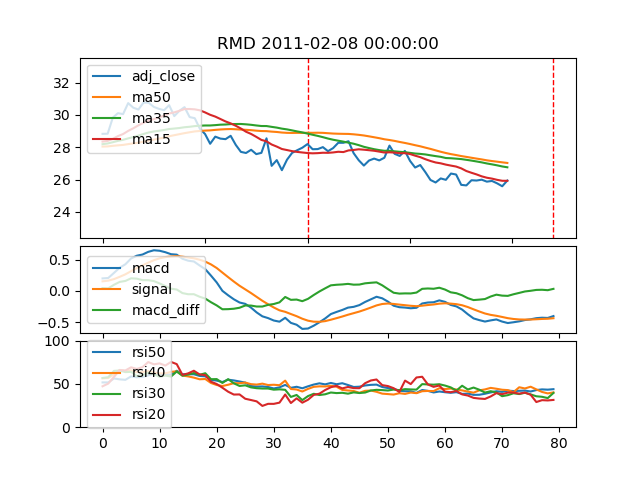 RMD 2011-02-08 00:00:00
32
30
28
26
24
adj_close
ma50
ma35
ma15
0.5
0.0
−0.5
macd
signal
macd_diff
100
50
0
rsi50
rsi40
rsi30
rsi20
0 10 20 30 40 50 60 70 80